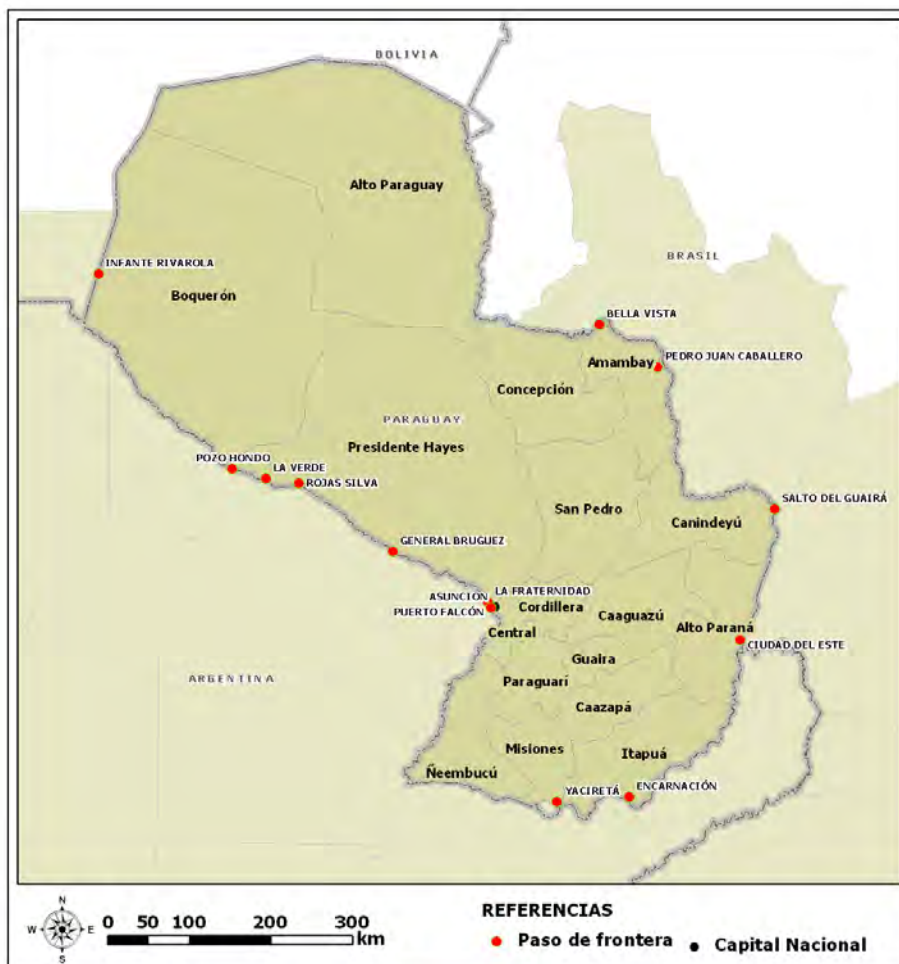 BOLIVIA
Alto Paraguay
BRASIL
INFANTE RIVAROLA
Boquerón
BELLA VISTA
Amambay
PEDRO JUAN CABALLERO
Concepción
PARAGUAY
Presidente Hayes
POZO HONDO
LA VERDE
ROJAS SILVA
SALTO DEL GUAIRÁ
San Pedro
Canindeyú
GENERAL BRUGUEZ
LA FRATERNIDAD
ASUNCIÓN
PUERTO FALCÓN
Cordillera
Caaguazú
Central
Alto Paraná
CIUDAD DEL ESTE
Guaira
ARGENTINA
Paraguarí
Caazapá
Misiones
Itapuá
Ñeembucú
YACIRETÁ
ENCARNACIÓN
N
W
E
S
0 50 100 200 300
km
REFERENCIAS
Paso de frontera
Capital Nacional